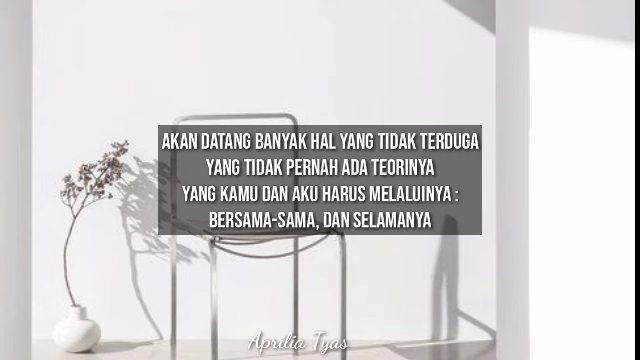 AKAN DATANG BANYAK HAL YANG TIDAK TERDUGA
YANG TIDAK PERNAH ADA TEORINYA
YANG KAMU DAN AKU HARUS MELALUINYA :
BERSAMA-SAMA, DAN SELAMANYA
Aprilia Tyas